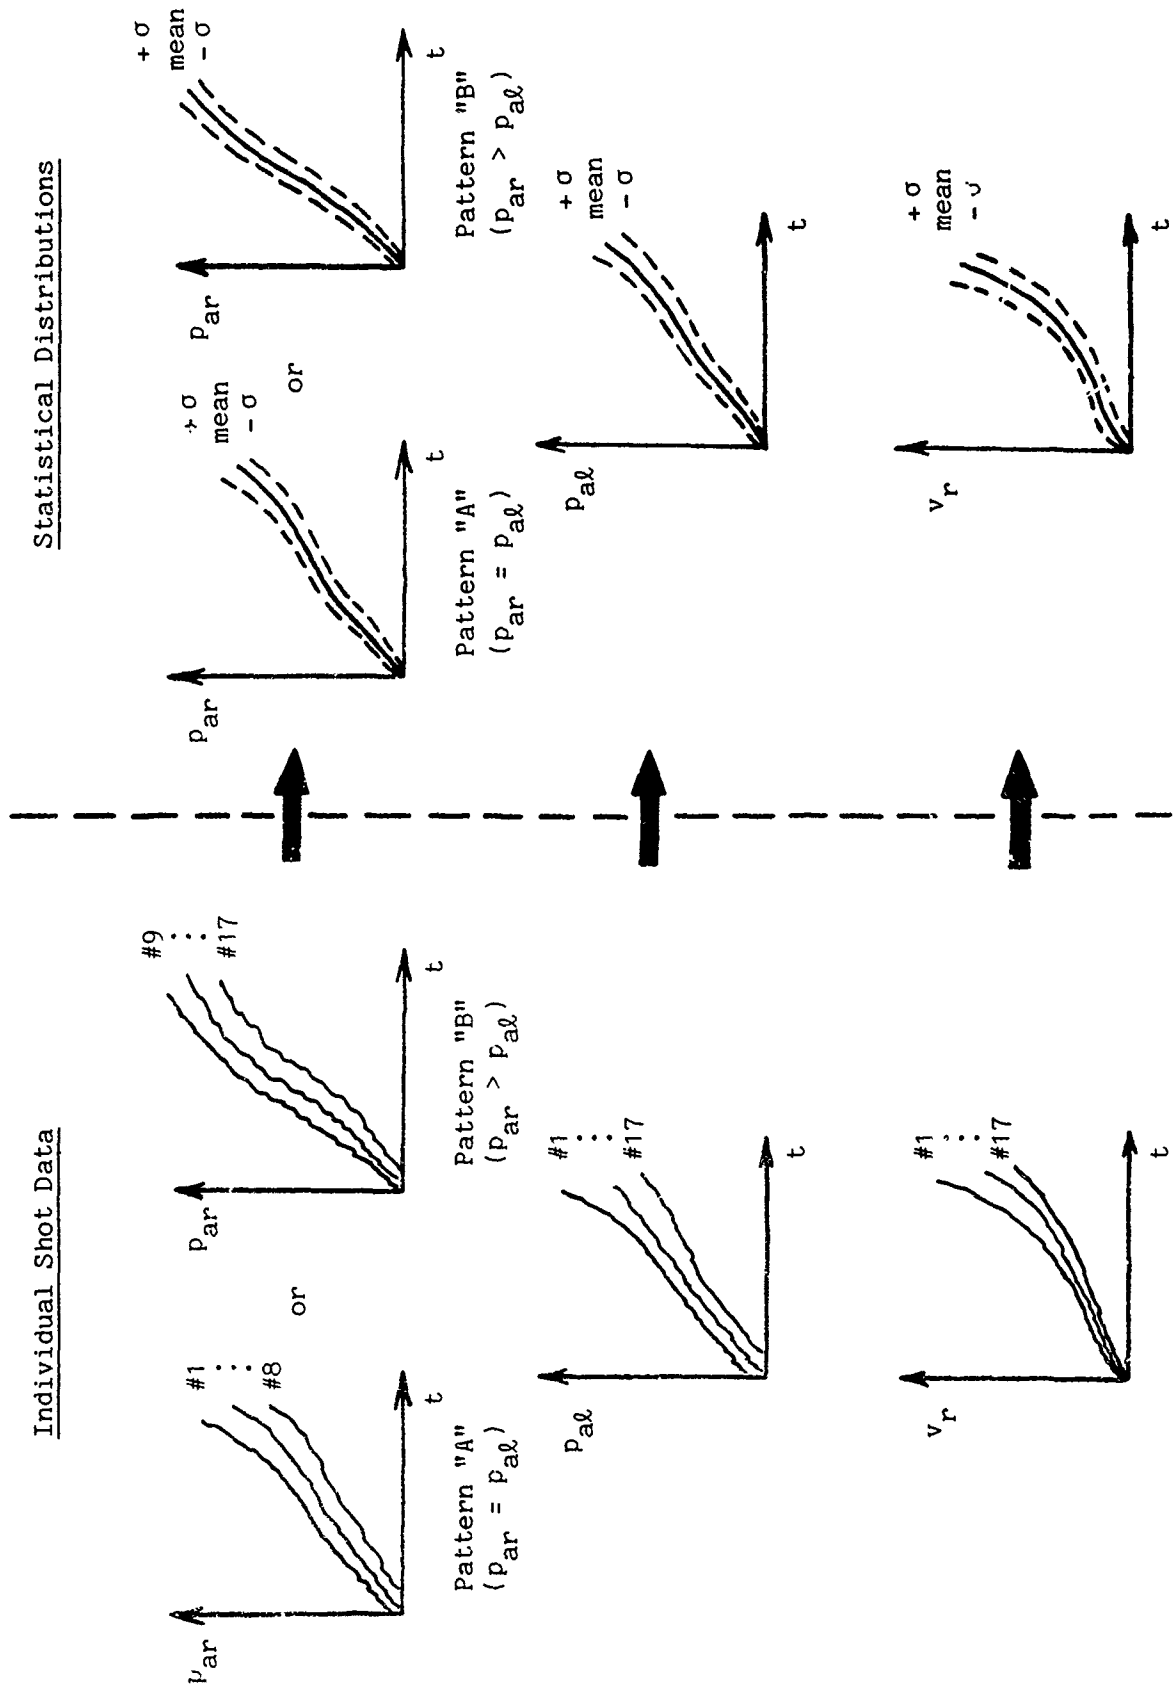 Individual Shot Data
p_ar
#1
#8
t
Pattern "A"
(p_ar = p_aℓ)
or
p_ar
#9
#17
t
Pattern "B"
(p_ar > p_aℓ)
p_aℓ
#1
#17
t
v_r
#1
#17
t
Statistical Distributions
p_ar
+ σ
mean
- σ
t
Pattern "A"
(p_ar = p_aℓ)
or
p_ar
+ σ
mean
- σ
t
Pattern "B"
(p_ar > p_aℓ)
p_aℓ
+ σ
mean
- σ
t
v_r
+ σ
mean
- σ
t